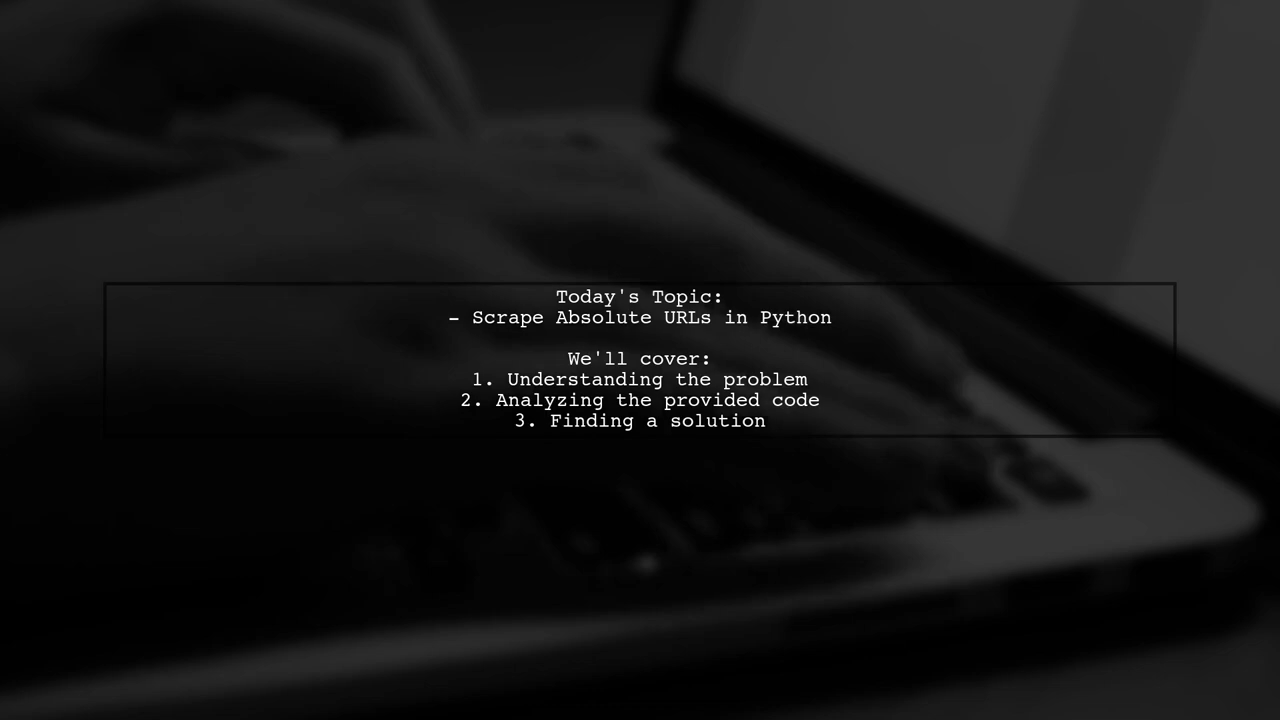 Today's Topic:
- Scrape Absolute URLs in Python
We'll cover:
1. Understanding the problem
2. Analyzing the provided code
3. Finding a solution